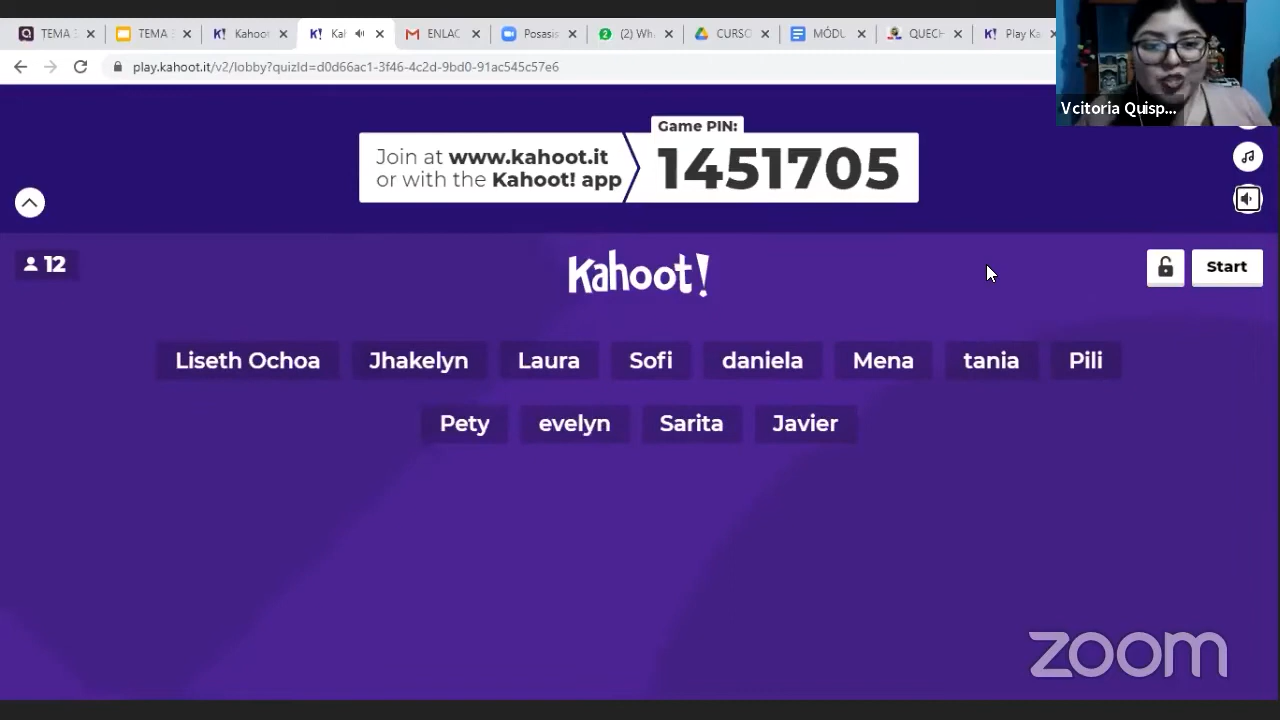 TEMA
TEMA
Kahoot
Kal
ENLAC
Posasis
(2) Wh
CURSO
MÓDU
QUECH
Play Ka
play.kahoot.it/v2/lobby?quizId=d0d66ac1-3f46-4c2d-9bd0-91ac545c57e6
Vcitoria Quisp...
Game PIN:
Join at www.kahoot.it
or with the Kahoot! app
1451705
12
Kahoot!
Start
Liseth Ochoa Jhakelyn Laura Sofi daniela Mena tania Pili
Pety evelyn Sarita Javier
zoom